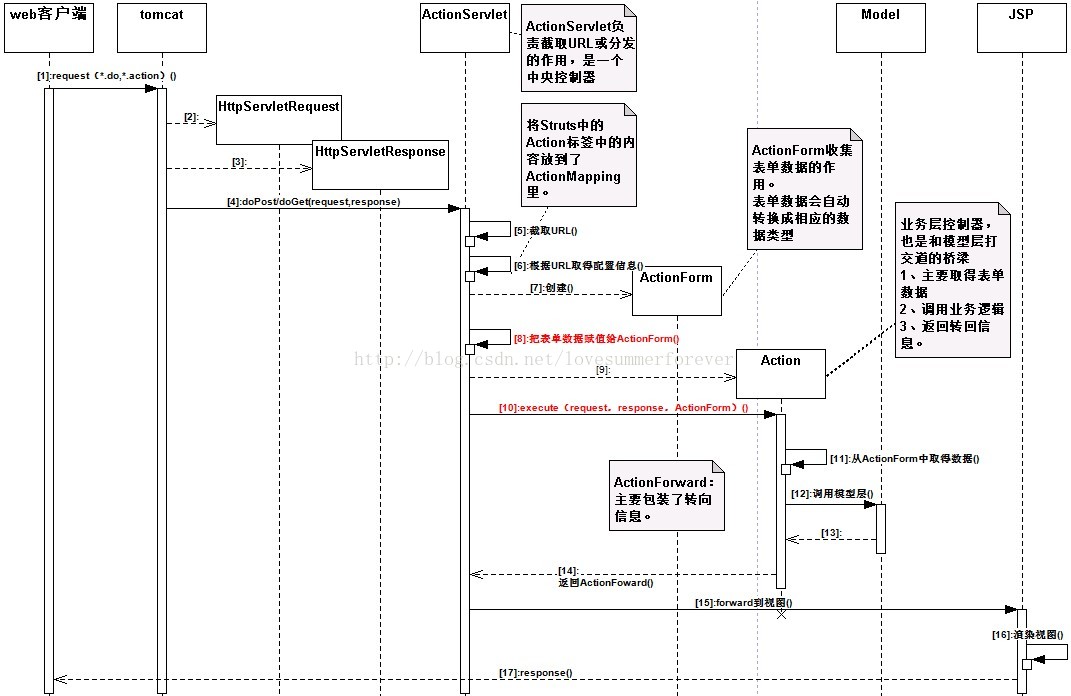 web客户端
tomcat
ActionServlet
ActionServlet负
责截取URL或分发
的作用，是一个
中央控制器
Model
JSP
[1]:request（*.do,*.action）()
HttpServletRequest
[2]:
将Struts中的
Action标签中的内
容放到了
ActionMapping
里。
HttpServletResponse
[3]:
ActionForm收集
表单数据的作
用。
表单数据会自动
转换成相应的数
据类型
[4]:doPost/doGet(request,response)
业务层控制器，
也是和模型层打
交道的桥梁
1、主要取得表单
数据
2、调用业务逻辑
3、返回转回信
息。
[5]:截取URL()
[6]:根据URL取得配置信息()
ActionForm
[7]:创建()
[8]:把表单数据赋值给ActionForm()
http://blog.csdn.net/lovesummerforever
Action
[9]:
[10]:execute（request．response．ActionForm）()
[11]:从ActionForm中取得数据()
ActionForward：
主要包装了转向
信息。
[12]:调用模型层()
[13]:
[14]:
返回ActionFoward()
[15]:forward到视图()
[16]:渲染视图()
[17]:response()